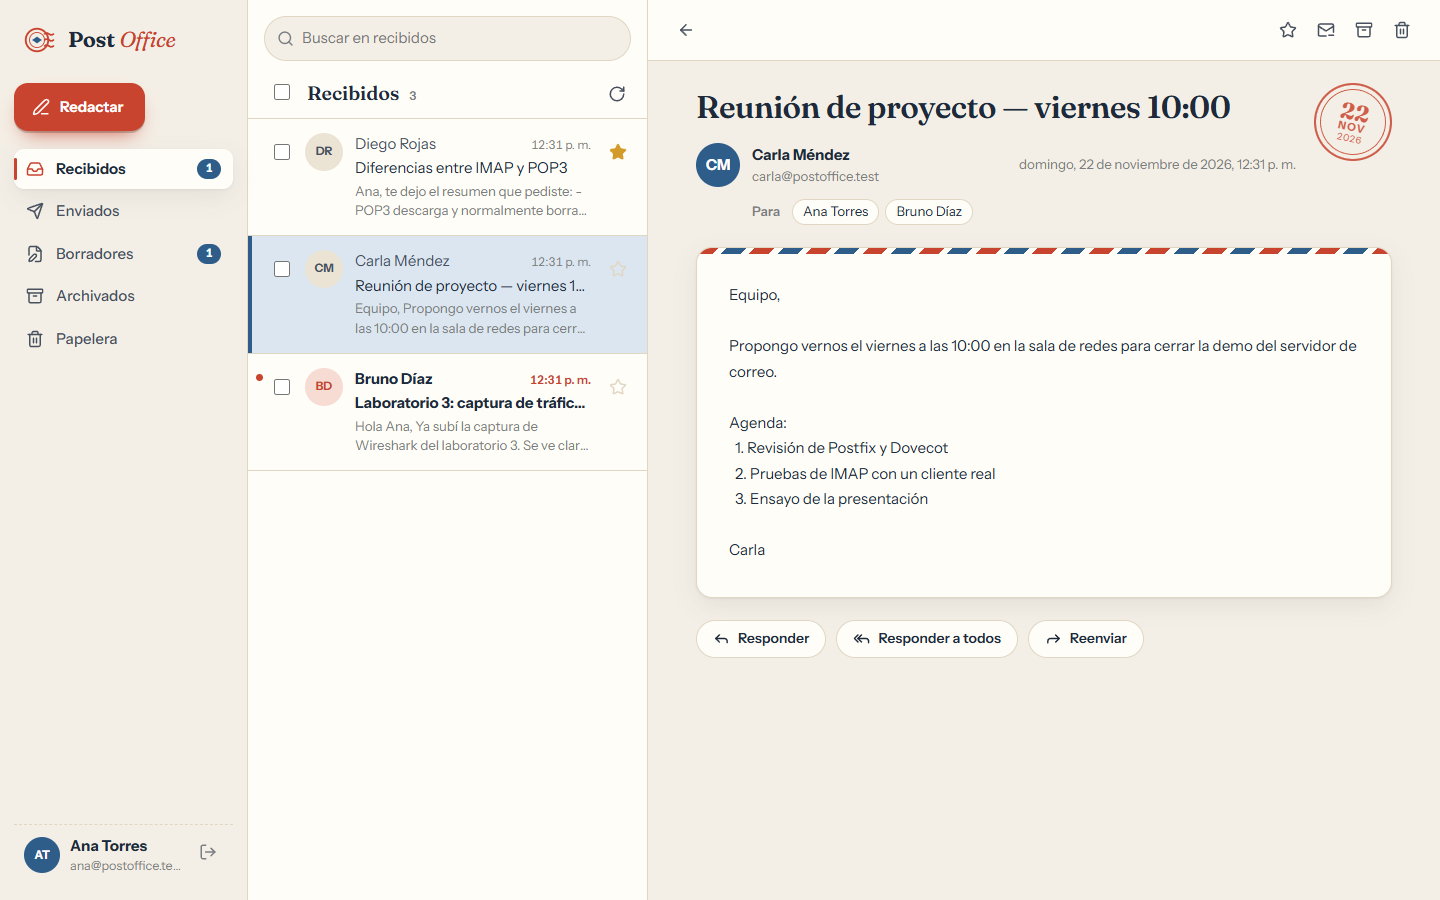 Post Office
Redactar
Recibidos 1
Enviados
Borradores 1
Archivados
Papelera
AT
Ana Torres
ana@postoffice.te...
Buscar en recibidos
Recibidos 3
DR
Diego Rojas 12:31 p. m.
Diferencias entre IMAP y POP3
Ana, te dejo el resumen que pediste: -
POP3 descarga y normalmente borra...
CM
Carla Méndez 12:31 p. m.
Reunión de proyecto — viernes 1...
Equipo, Propongo vernos el viernes a
las 10:00 en la sala de redes para cerr...
BD
Bruno Díaz 12:31 p. m.
Laboratorio 3: captura de tráfic...
Hola Ana, Ya subí la captura de
Wireshark del laboratorio 3. Se ve clar...
Reunión de proyecto — viernes 10:00
22
NOV
2026
CM
Carla Méndez
carla@postoffice.test
domingo, 22 de noviembre de 2026, 12:31 p. m.
Para Ana Torres Bruno Díaz
Equipo,
Propongo vernos el viernes a las 10:00 en la sala de redes para cerrar la demo del servidor de
correo.
Agenda:
1. Revisión de Postfix y Dovecot
2. Pruebas de IMAP con un cliente real
3. Ensayo de la presentación
Carla
Responder Responder a todos Reenviar